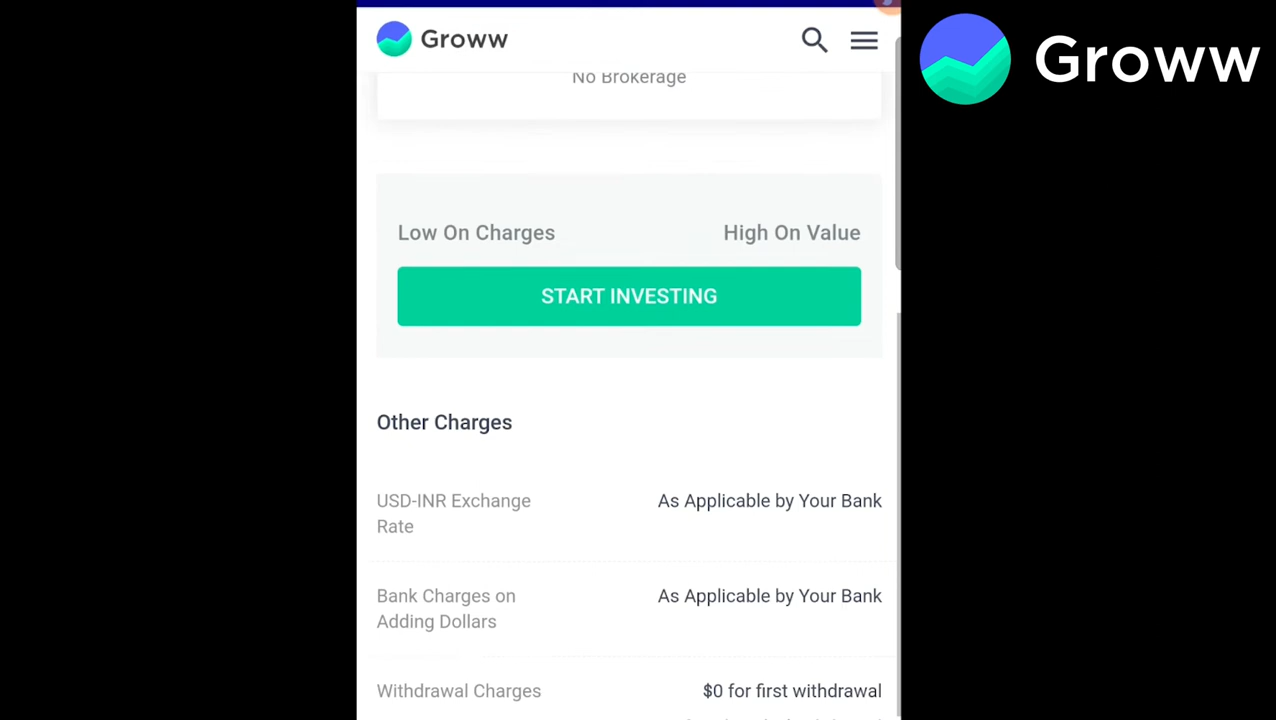 Groww
Groww
No Brokerage
Low On Charges
High On Value
START INVESTING
Other Charges
USD-INR Exchange
Rate
As Applicable by Your Bank
Bank Charges on
Adding Dollars
As Applicable by Your Bank
Withdrawal Charges
$0 for first withdrawal